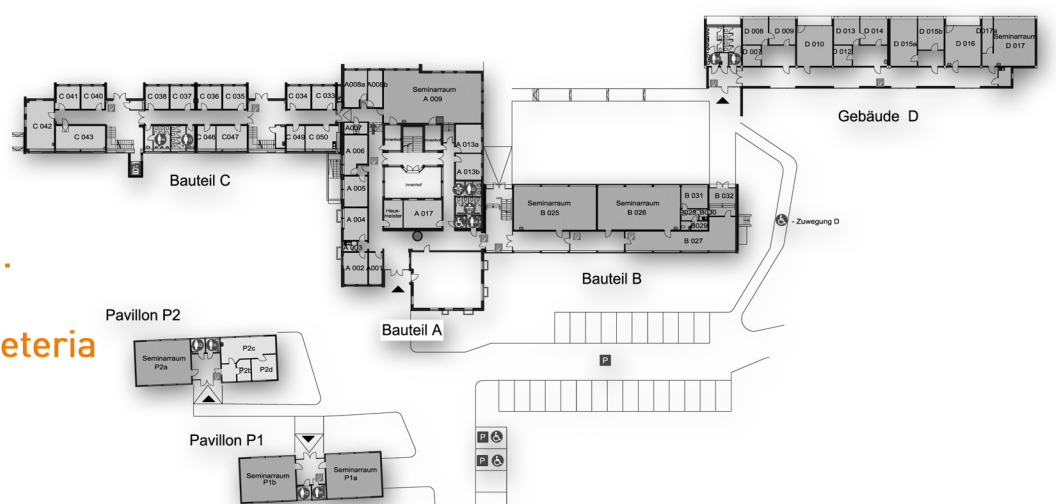 D 008
D 009
D 007
D 010
D 013
D 014
D 012
D 015a
D 015b
D 016
D 017a
Seminarraum
D 017
Gebäude D
C 041
C 040
C 038
C 037
C 036
C 035
C 034
C 033
C 042
C 043
C 046
C047
C 049
C 050
Bauteil C
A008a
A008b
Seminarraum
A 009
A007
A 006
A 005
A 004
A 003
A 002
A001
A 013a
A 013b
Innenhof
Haus-
meister
A 017
Bauteil A
Seminarraum
B 025
Seminarraum
B 026
B 031
B 032
B028
B030
B029
B 027
Bauteil B
- Zuwegung D
P
P
P
eteria
Pavillon P2
Seminarraum
P2a
P2c
P2b
P2d
Pavillon P1
Seminarraum
P1b
Seminarraum
P1a